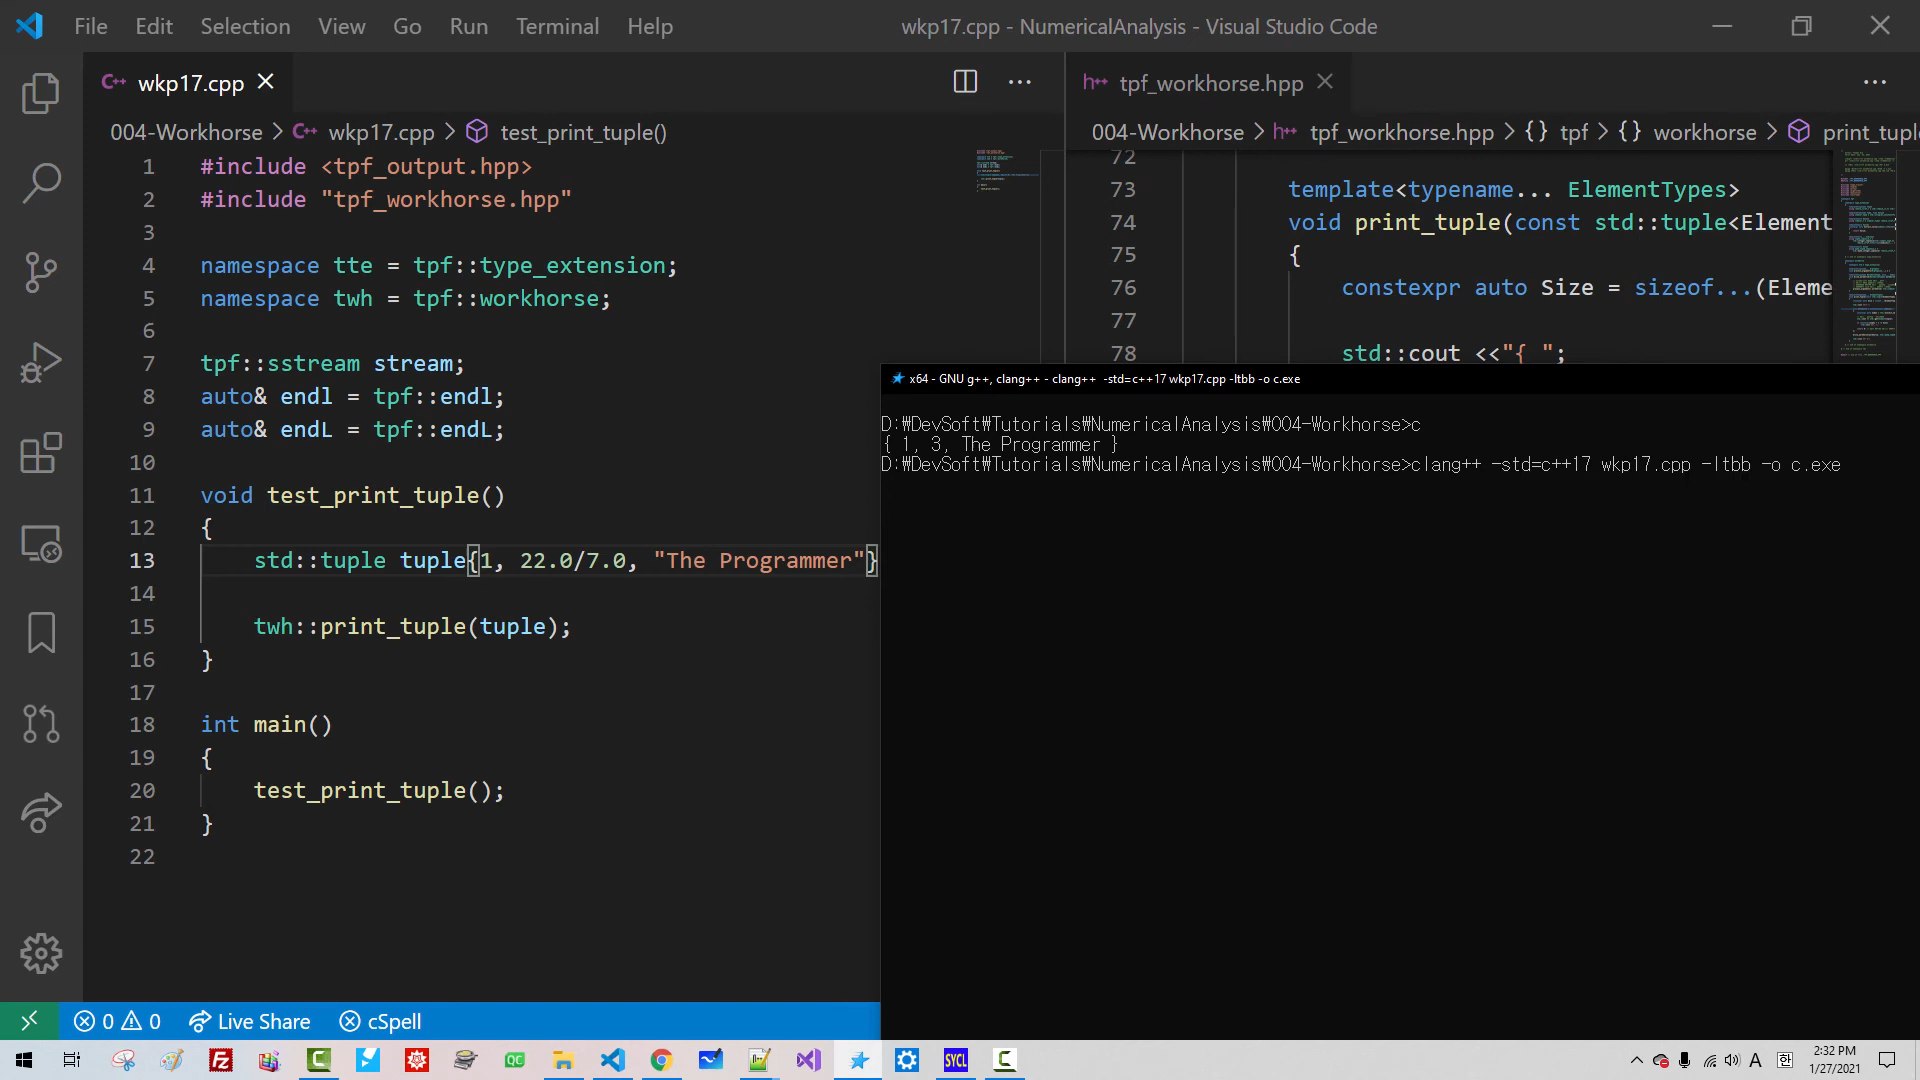 File Edit Selection View Go Run Terminal Help
wkp17.cpp - NumericalAnalysis - Visual Studio Code
C++ wkp17.cpp
004-Workhorse > C++ wkp17.cpp > test_print_tuple()
1 #include <tpf_output.hpp>
2 #include "tpf_workhorse.hpp"
3
4 namespace tte = tpf::type_extension;
5 namespace twh = tpf::workhorse;
6
7 tpf::sstream stream;
8 auto& endl = tpf::endl;
9 auto& endL = tpf::endL;
10
11 void test_print_tuple()
12 {
13 std::tuple tuple{1, 22.0/7.0, "The Programmer"}
14
15 twh::print_tuple(tuple);
16 }
17
18 int main()
19 {
20 test_print_tuple();
21 }
22
h++ tpf_workhorse.hpp
004-Workhorse > h++ tpf_workhorse.hpp > {} tpf > {} workhorse > print_tuple
72
73 template<typename... ElementTypes>
74 void print_tuple(const std::tuple<Element
75 {
76 constexpr auto Size = sizeof...(Eleme
77
78 std::cout <<"{ ";
x64 - GNU g++, clang++ - clang++ -std=c++17 wkp17.cpp -ltbb -o c.exe
D:₩DevSoft₩Tutorials₩NumericalAnalysis₩004-Workhorse>c
{ 1, 3, The Programmer }
D:₩DevSoft₩Tutorials₩NumericalAnalysis₩004-Workhorse>clang++ -std=c++17 wkp17.cpp -ltbb -o c.exe
0 0 Live Share cSpell
Fz QC SYCL
A 한 2:32 PM
1/27/2021